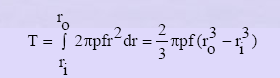 T = ∫_{r_i}^{r_o} 2πpfr² dr = 2/3 πpf (r_o³ − r_i³)